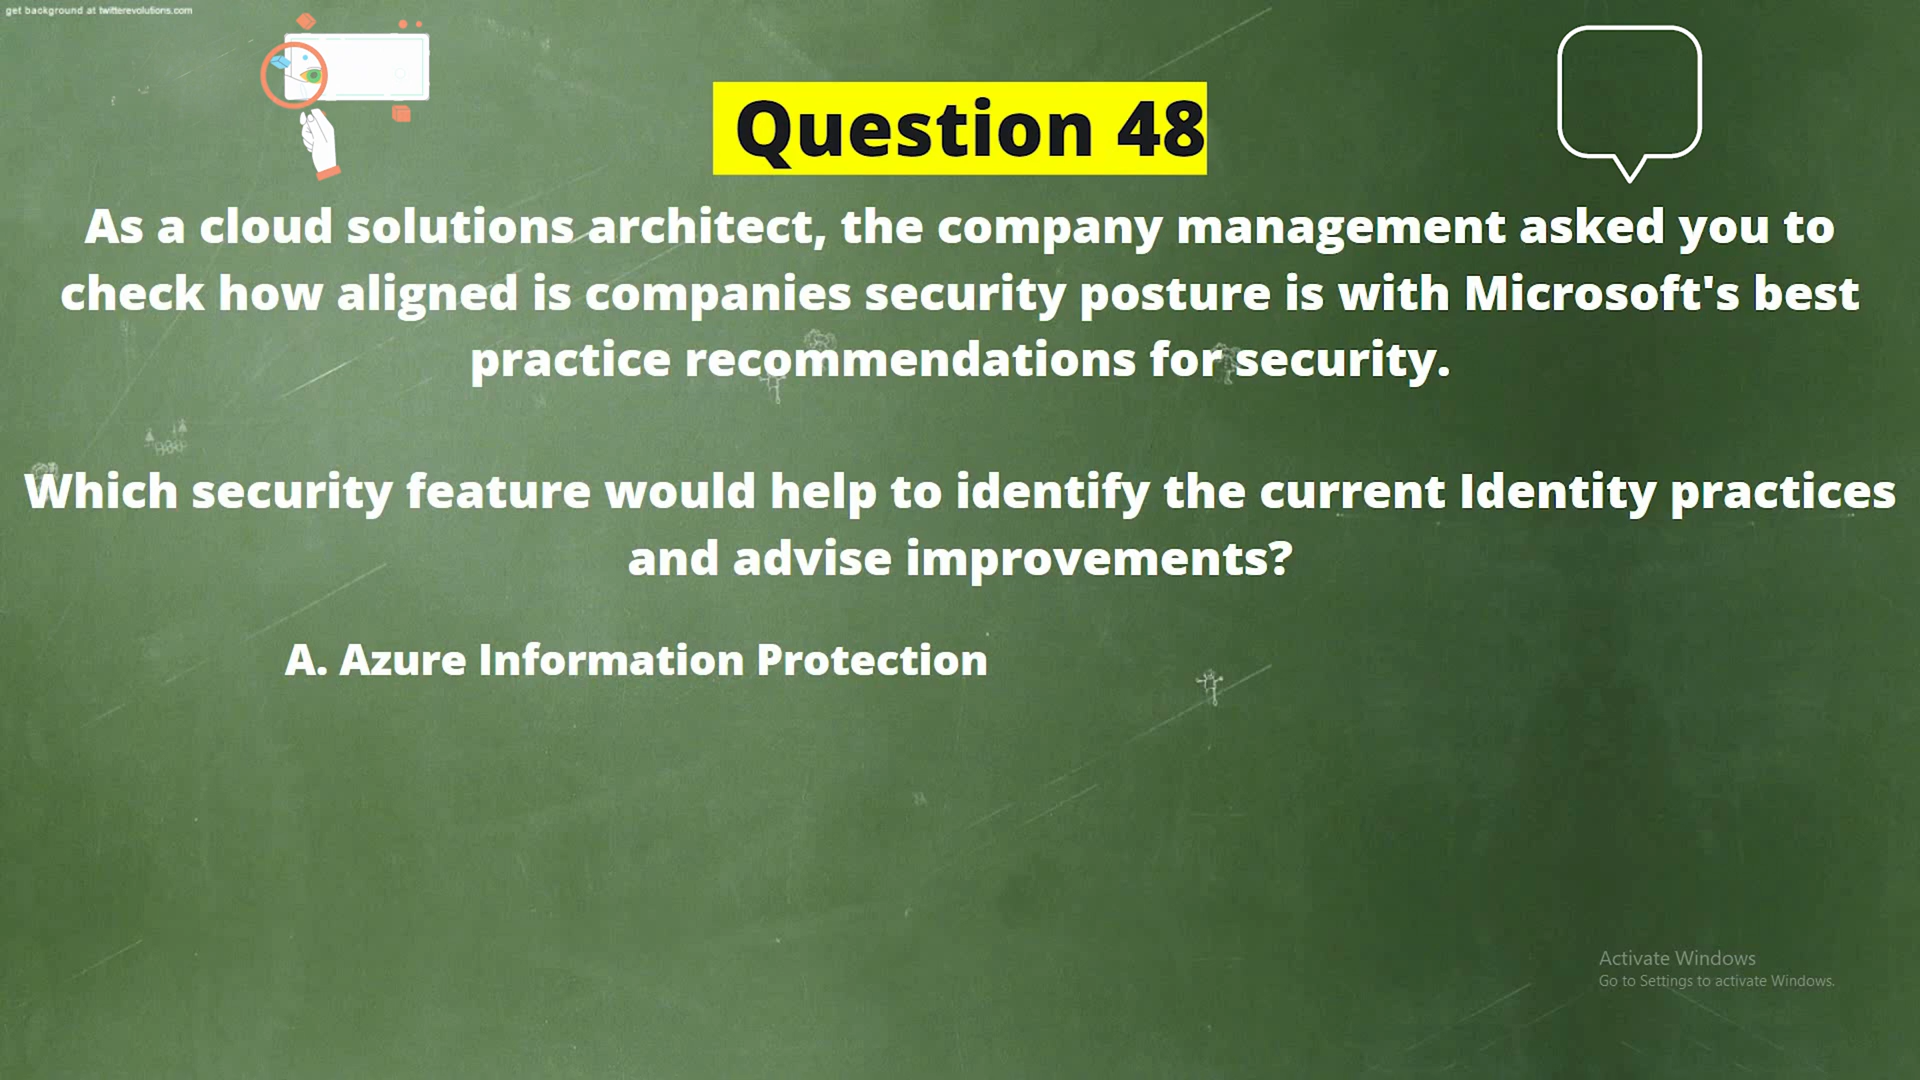 get background at twitterevolutions.com
Question 48
As a cloud solutions architect, the company management asked you to
check how aligned is companies security posture is with Microsoft's best
practice recommendations for security.
Which security feature would help to identify the current Identity practices
and advise improvements?
A. Azure Information Protection
Activate Windows
Go to Settings to activate Windows.